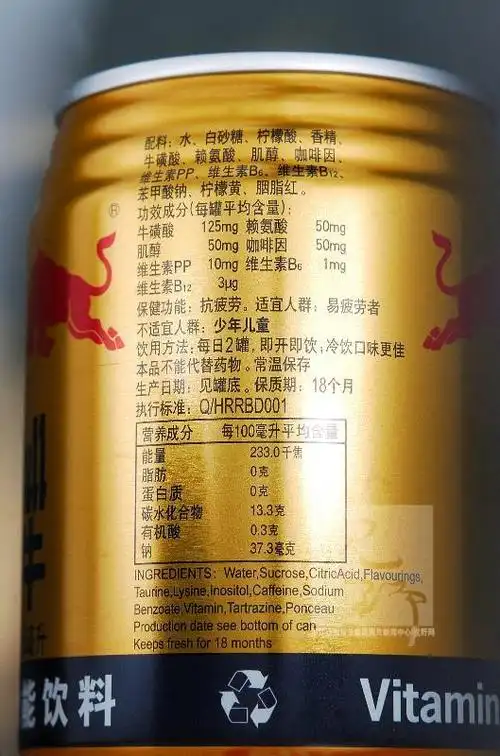 配料：水、白砂糖、柠檬酸、香精、
牛磺酸、赖氨酸、肌醇、咖啡因、
维生素PP、维生素B₆、维生素B₁₂、
苯甲酸钠、柠檬黄、胭脂红。
功效成分(每罐平均含量)：
牛磺酸 125mg 赖氨酸 50mg
肌醇 50mg 咖啡因 50mg
维生素PP 10mg 维生素B₆ 1mg
维生素B₁₂ 3μg
保健功能：抗疲劳。适宜人群：易疲劳者
不适宜人群：少年儿童
饮用方法：每日2罐，即开即饮；冷饮口味更佳
本品不能代替药物。常温保存
生产日期：见罐底。保质期：18个月
执行标准：Q/HRRBD001
营养成分 每100毫升平均含量
能量 233.0千焦
脂肪 0克
蛋白质 0克
碳水化合物 13.3克
有机酸 0.3克
钠 37.3毫克
INGREDIENTS: Water,Sucrose,CitricAcid,Flavourings,
Taurine,Lysine,Inositol,Caffeine,Sodium
Benzoate,Vitamin,Tartrazine,Ponceau
Production date see bottom of can
Keeps fresh for 18 months
®
能饮料
Vitamin